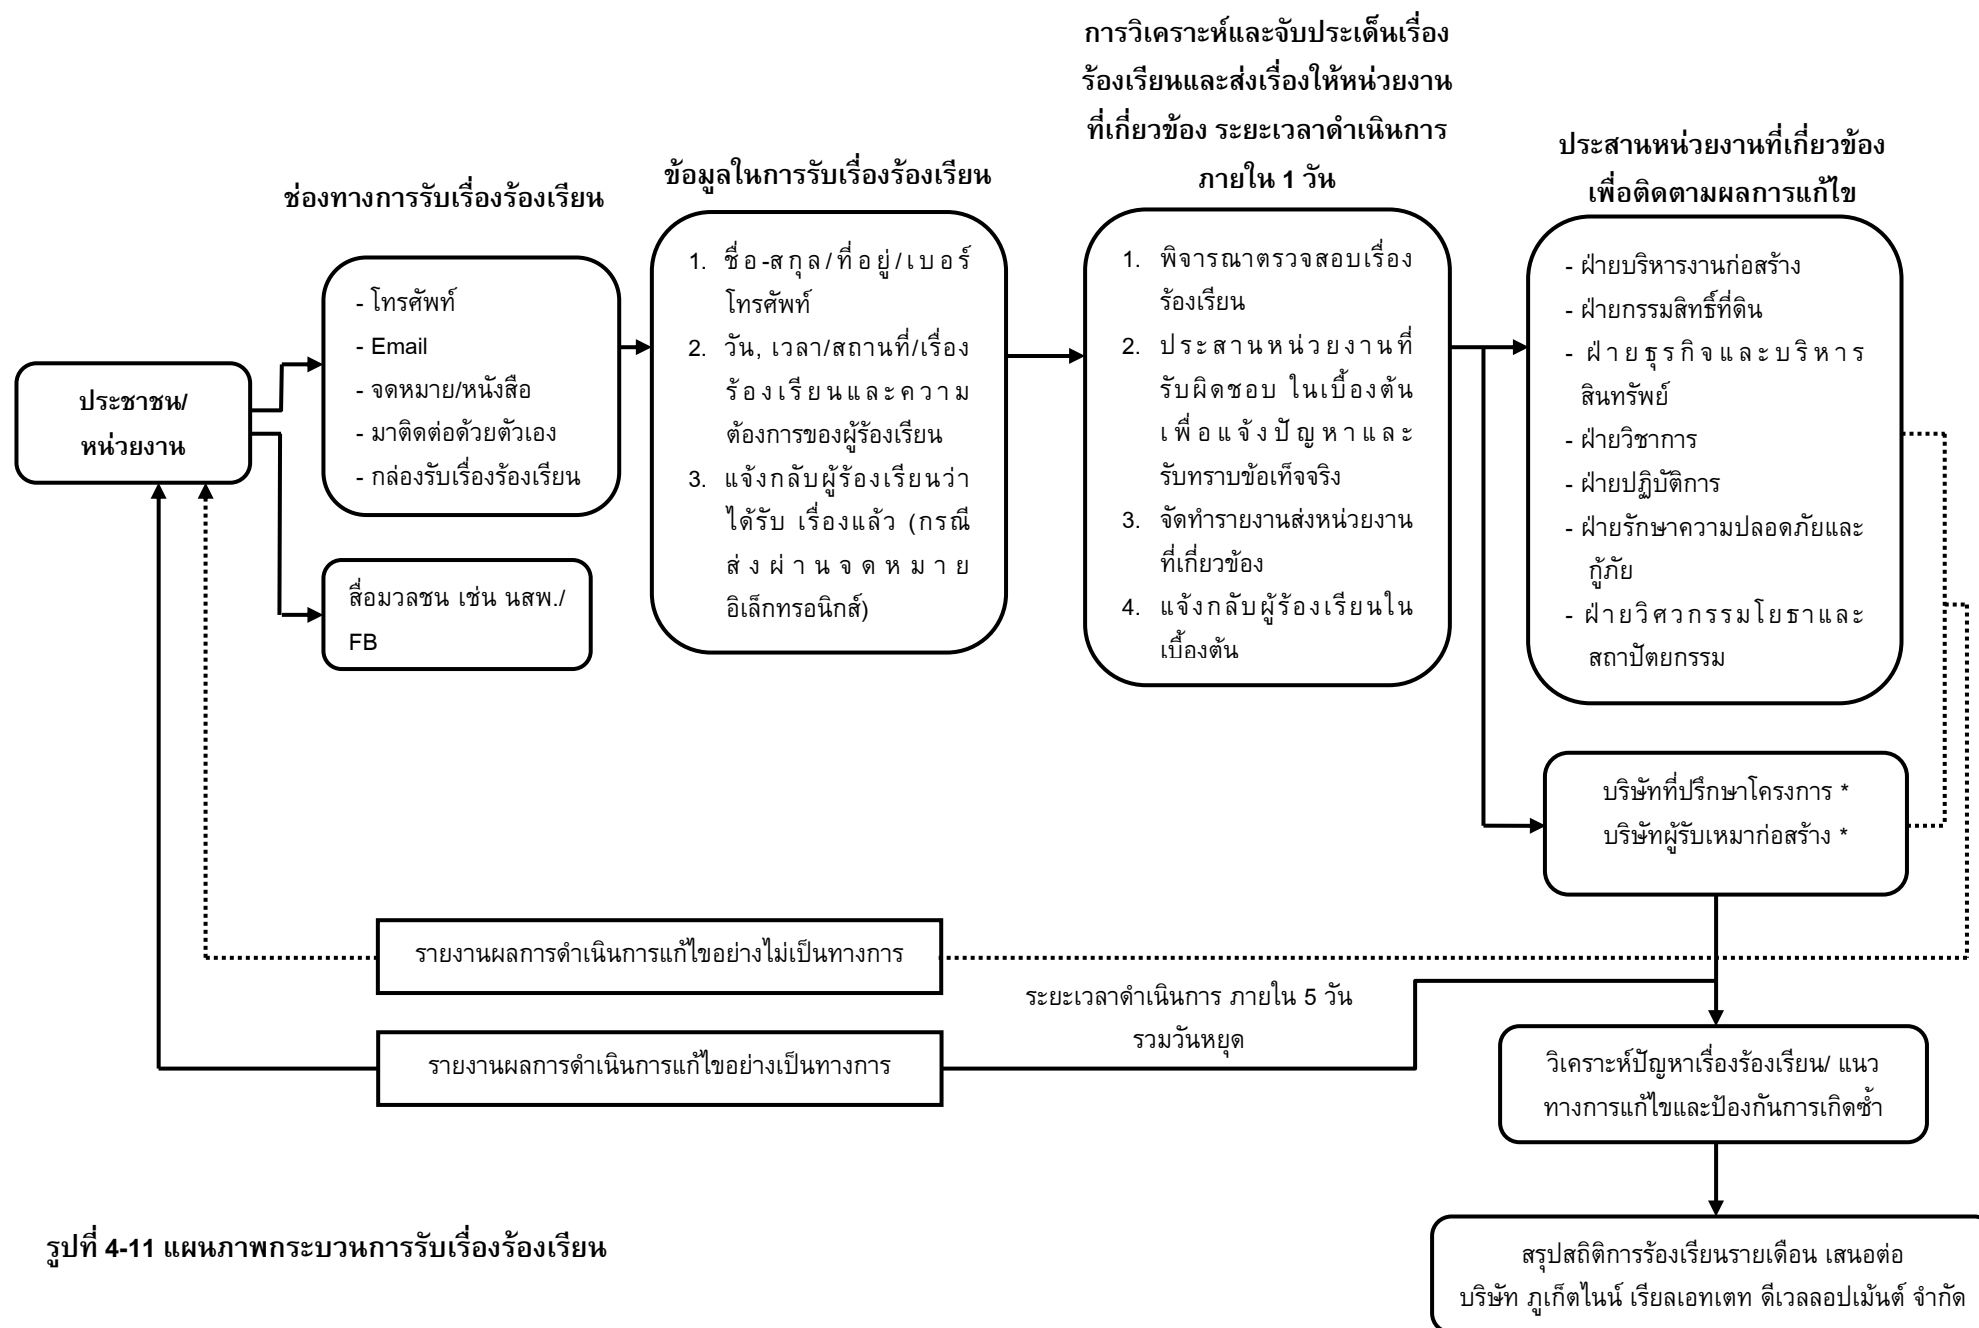 การวิเคราะห์และจับประเด็นเรื่อง
ร้องเรียนและส่งเรื่องให้หน่วยงาน
ที่เกี่ยวข้อง ระยะเวลาดำเนินการ
ภายใน 1 วัน
ประสานหน่วยงานที่เกี่ยวข้อง
เพื่อติดตามผลการแก้ไข
ข้อมูลในการรับเรื่องร้องเรียน
ช่องทางการรับเรื่องร้องเรียน
ประชาชน/
หน่วยงาน
- โทรศัพท์
- Email
- จดหมาย/หนังสือ
- มาติดต่อด้วยตัวเอง
- กล่องรับเรื่องร้องเรียน
สื่อมวลชน เช่น นสพ./
FB
1. ชื่อ-สกุล/ที่อยู่/เบอร์
โทรศัพท์
2. วัน, เวลา/สถานที่/เรื่อง
ร้องเรียนและความ
ต้องการของผู้ร้องเรียน
3. แจ้งกลับผู้ร้องเรียนว่า
ได้รับ เรื่องแล้ว (กรณี
ส่งผ่านจดหมาย
อิเล็กทรอนิกส์)
1. พิจารณาตรวจสอบเรื่อง
ร้องเรียน
2. ประสานหน่วยงานที่
รับผิดชอบ ในเบื้องต้น
เพื่อแจ้งปัญหาและ
รับทราบข้อเท็จจริง
3. จัดทำรายงานส่งหน่วยงาน
ที่เกี่ยวข้อง
4. แจ้งกลับผู้ร้องเรียนใน
เบื้องต้น
- ฝ่ายบริหารงานก่อสร้าง
- ฝ่ายกรรมสิทธิ์ที่ดิน
- ฝ่ายธุรกิจและบริหาร
สินทรัพย์
- ฝ่ายวิชาการ
- ฝ่ายปฏิบัติการ
- ฝ่ายรักษาความปลอดภัยและ
กู้ภัย
- ฝ่ายวิศวกรรมโยธาและ
สถาปัตยกรรม
บริษัทที่ปรึกษาโครงการ *
บริษัทผู้รับเหมาก่อสร้าง *
รายงานผลการดำเนินการแก้ไขอย่างไม่เป็นทางการ
ระยะเวลาดำเนินการ ภายใน 5 วัน
รวมวันหยุด
รายงานผลการดำเนินการแก้ไขอย่างเป็นทางการ
วิเคราะห์ปัญหาเรื่องร้องเรียน/ แนว
ทางการแก้ไขและป้องกันการเกิดซ้ำ
สรุปสถิติการร้องเรียนรายเดือน เสนอต่อ
บริษัท ภูเก็ตไนน์ เรียลเอทเตท ดีเวลลอปเม้นต์ จำกัด
รูปที่ 4-11 แผนภาพกระบวนการรับเรื่องร้องเรียน